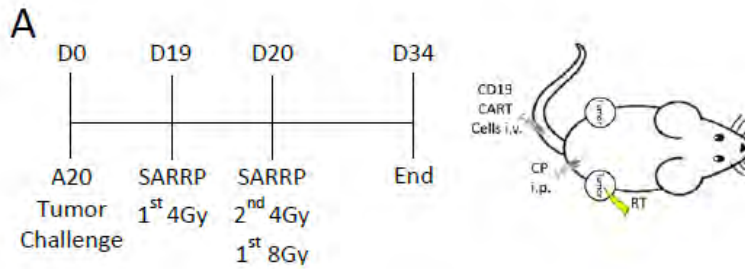 A
D0 D19 D20 D34
A20 SARRP SARRP End
Tumor 1st 4Gy 2nd 4Gy
Challenge 1st 8Gy
CD19
CART
Cells i.v.
CP
i.p.
RT